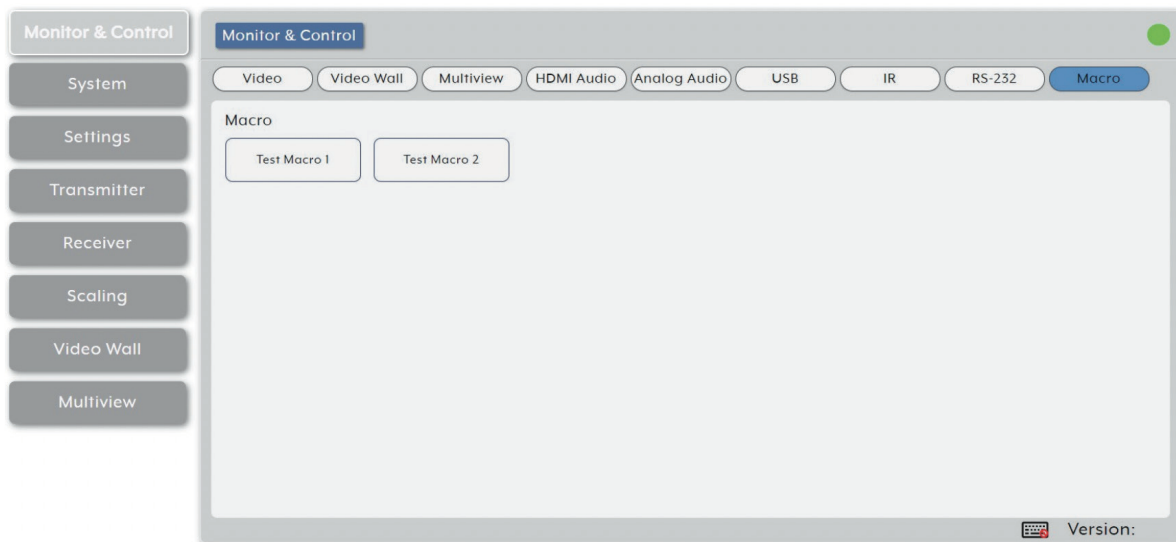 Monitor & Control
System
Settings
Transmitter
Receiver
Scaling
Video Wall
Multiview
Monitor & Control
Video Video Wall Multiview HDMI Audio Analog Audio USB IR RS-232 Macro
Macro
Test Macro 1 Test Macro 2
Version: